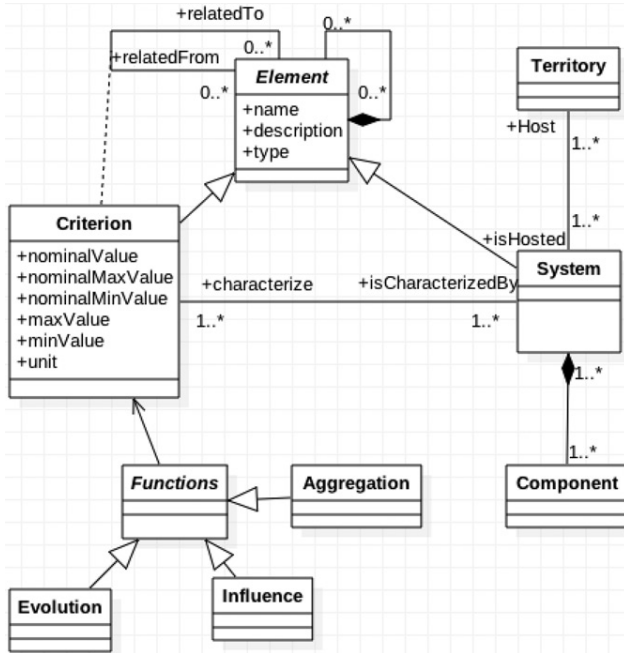 +relatedTo
0..*
+relatedFrom
0..*
Element
0..*
0..*
+name
+description
+type
Territory
+Host
1..*
1..*
+isHosted
Criterion
+nominalValue
+nominalMaxValue
+nominalMinValue
+maxValue
+minValue
+unit
+characterize
+isCharacterizedBy
1..*
1..*
System
1..*
1..*
Functions
Aggregation
Component
Evolution
Influence